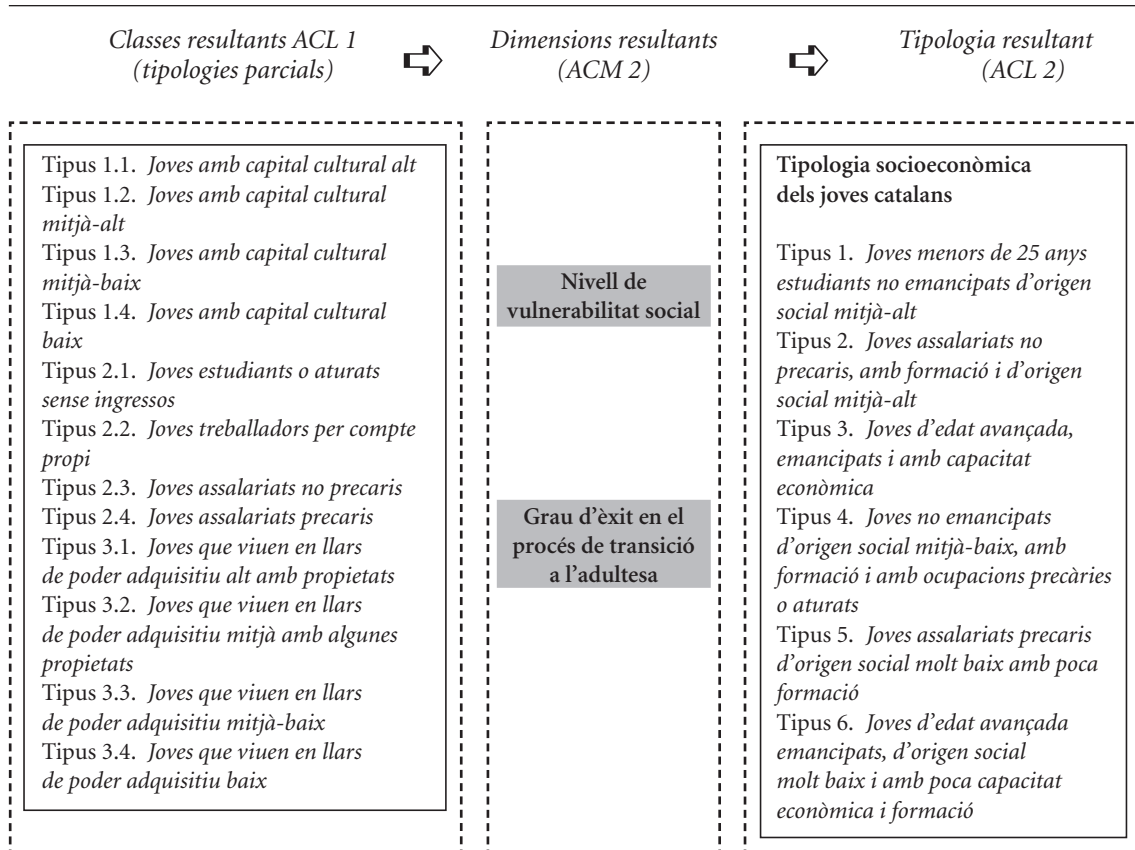 Classes resultants ACL 1
(tipologies parcials)
Dimensions resultants
(ACM 2)
Tipologia resultant
(ACL 2)
Tipus 1.1. Joves amb capital cultural alt
Tipus 1.2. Joves amb capital cultural
mitjà-alt
Tipus 1.3. Joves amb capital cultural
mitjà-baix
Tipus 1.4. Joves amb capital cultural
baix
Tipus 2.1. Joves estudiants o aturats
sense ingressos
Tipus 2.2. Joves treballadors per compte
propi
Tipus 2.3. Joves assalariats no precaris
Tipus 2.4. Joves assalariats precaris
Tipus 3.1. Joves que viuen en llars
de poder adquisitiu alt amb propietats
Tipus 3.2. Joves que viuen en llars
de poder adquisitiu mitjà amb algunes
propietats
Tipus 3.3. Joves que viuen en llars
de poder adquisitiu mitjà-baix
Tipus 3.4. Joves que viuen en llars
de poder adquisitiu baix
Nivell de
vulnerabilitat social
Grau d'èxit en el
procés de transició
a l'adultesa
Tipologia socioeconòmica
dels joves catalans
Tipus 1. Joves menors de 25 anys
estudiants no emancipats d'origen
social mitjà-alt
Tipus 2. Joves assalariats no
precaris, amb formació i d'origen
social mitjà-alt
Tipus 3. Joves d'edat avançada,
emancipats i amb capacitat
econòmica
Tipus 4. Joves no emancipats
d'origen social mitjà-baix, amb
formació i amb ocupacions precàries
o aturats
Tipus 5. Joves assalariats precaris
d'origen social molt baix amb poca
formació
Tipus 6. Joves d'edat avançada
emancipats, d'origen social
molt baix i amb poca capacitat
econòmica i formació